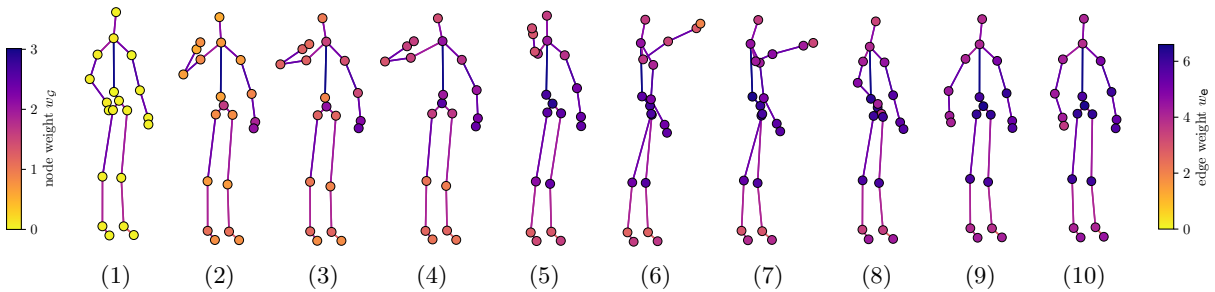 3
2
1
0
node weight w_𝒢
6
4
2
0
edge weight w_e
(1) (2) (3) (4) (5) (6) (7) (8) (9) (10)